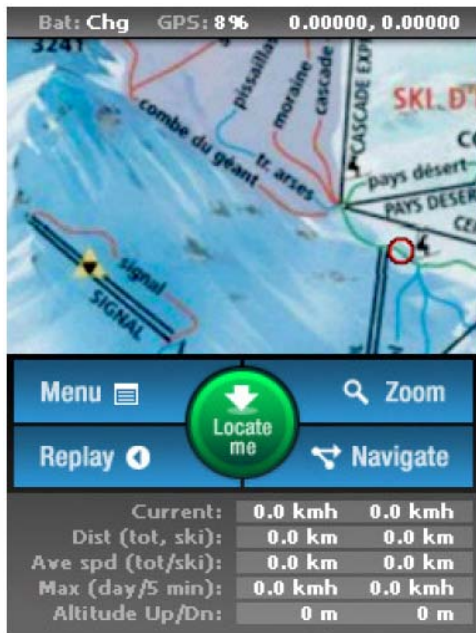 Bat: Chg GPS: 8% 0.00000, 0.00000
3241
pissaillas
moraine
cascade
CASCADE EXP
SKI. D'
combe du géant
tr. arses
pays désert
PAYS DESER
signal
SIGNAL
Menu
Zoom
Locate me
Replay
Navigate
Current: 0.0 kmh 0.0 kmh
Dist (tot, ski): 0.0 km 0.0 km
Ave spd (tot/ski): 0.0 km 0.0 km
Max (day/5 min): 0.0 kmh 0.0 kmh
Altitude Up/Dn: 0 m 0 m